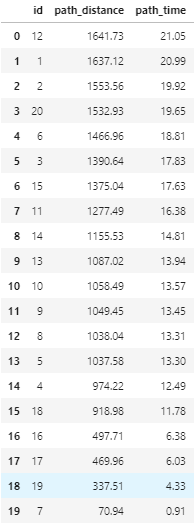 id path_distance path_time
0 12 1641.73 21.05
1 1 1637.12 20.99
2 2 1553.56 19.92
3 20 1532.93 19.65
4 6 1466.96 18.81
5 3 1390.64 17.83
6 15 1375.04 17.63
7 11 1277.49 16.38
8 14 1155.53 14.81
9 13 1087.02 13.94
10 10 1058.49 13.57
11 9 1049.45 13.45
12 8 1038.04 13.31
13 5 1037.58 13.30
14 4 974.22 12.49
15 18 918.98 11.78
16 16 497.71 6.38
17 17 469.96 6.03
18 19 337.51 4.33
19 7 70.94 0.91